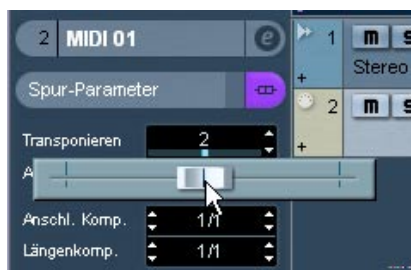 2 MIDI 01 e
Spur-Parameter
Transponieren 2
A
Anschl. Komp. 1/1
Längenkomp. 1/1
1 m s
Stereo
+
2 m s
+